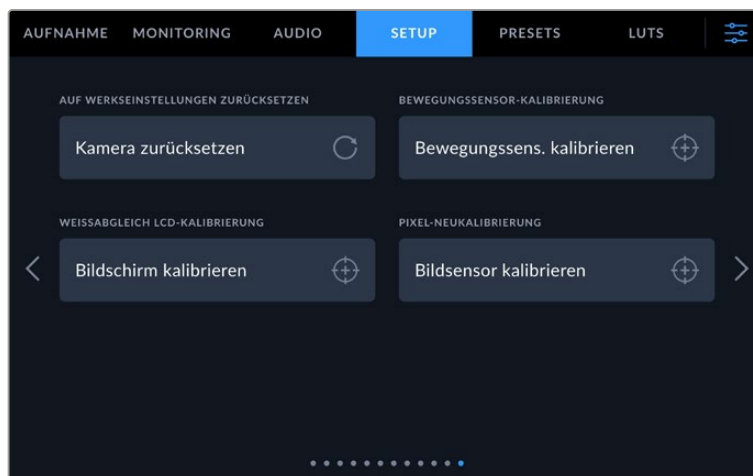 AUFNAHME MONITORING AUDIO SETUP PRESETS LUTS
AUF WERKSEINSTELLUNGEN ZURÜCKSETZEN
Kamera zurücksetzen
BEWEGUNGSSENSOR-KALIBRIERUNG
Bewegungssens. kalibrieren
WEISSABGLEICH LCD-KALIBRIERUNG
Bildschirm kalibrieren
PIXEL-NEUKALIBRIERUNG
Bildsensor kalibrieren